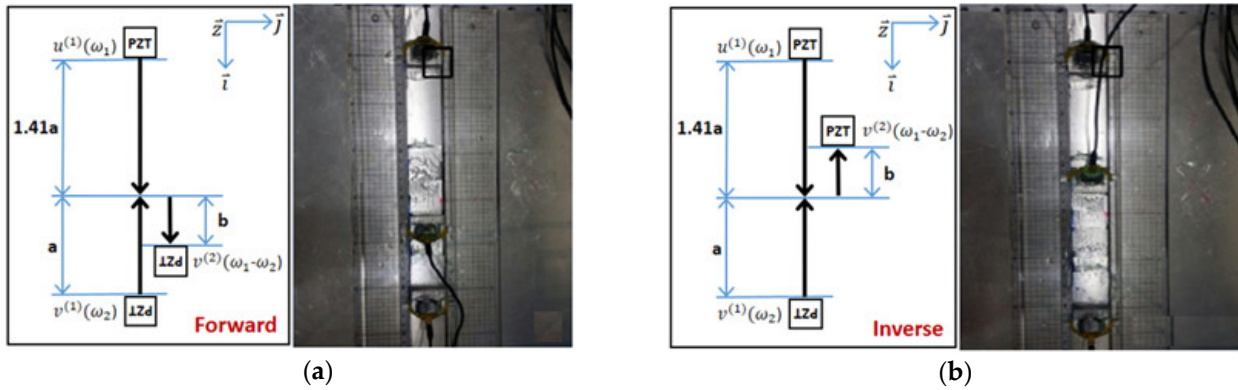 u⁽¹⁾(ω₁)
PZT
z⃗
ȷ⃗
ı⃗
1.41a
a
b
PZT
v⁽²⁾(ω₁-ω₂)
v⁽¹⁾(ω₂)
PZT
Forward
(a)
u⁽¹⁾(ω₁)
PZT
z⃗
ȷ⃗
ı⃗
1.41a
PZT
v⁽²⁾(ω₁-ω₂)
b
a
v⁽¹⁾(ω₂)
PZT
Inverse
(b)